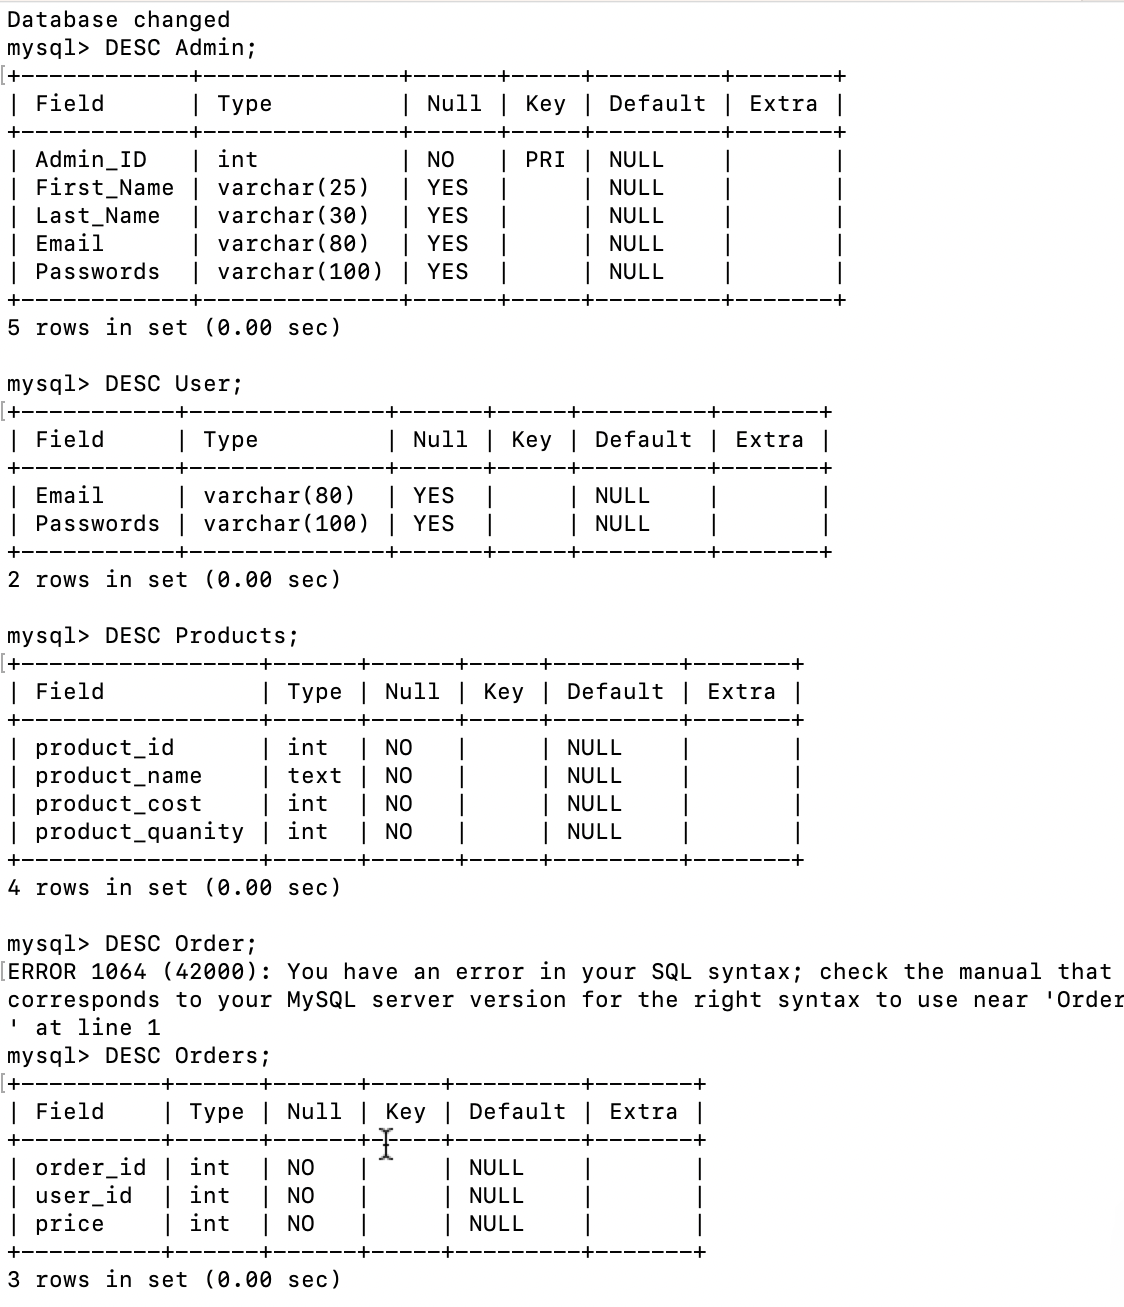 Database changed
mysql> DESC Admin;
+------------+--------------+------+-----+---------+-------+
| Field      | Type         | Null | Key | Default | Extra |
+------------+--------------+------+-----+---------+-------+
| Admin_ID   | int          | NO   | PRI | NULL    |       |
| First_Name | varchar(25)  | YES  |     | NULL    |       |
| Last_Name  | varchar(30)  | YES  |     | NULL    |       |
| Email      | varchar(80)  | YES  |     | NULL    |       |
| Passwords  | varchar(100) | YES  |     | NULL    |       |
+------------+--------------+------+-----+---------+-------+
5 rows in set (0.00 sec)

mysql> DESC User;
+-----------+--------------+------+-----+---------+-------+
| Field     | Type         | Null | Key | Default | Extra |
+-----------+--------------+------+-----+---------+-------+
| Email     | varchar(80)  | YES  |     | NULL    |       |
| Passwords | varchar(100) | YES  |     | NULL    |       |
+-----------+--------------+------+-----+---------+-------+
2 rows in set (0.00 sec)

mysql> DESC Products;
+-----------------+------+------+-----+---------+-------+
| Field           | Type | Null | Key | Default | Extra |
+-----------------+------+------+-----+---------+-------+
| product_id      | int  | NO   |     | NULL    |       |
| product_name    | text | NO   |     | NULL    |       |
| product_cost    | int  | NO   |     | NULL    |       |
| product_quanity | int  | NO   |     | NULL    |       |
+-----------------+------+------+-----+---------+-------+
4 rows in set (0.00 sec)

mysql> DESC Order;
ERROR 1064 (42000): You have an error in your SQL syntax; check the manual that
corresponds to your MySQL server version for the right syntax to use near 'Order
' at line 1
mysql> DESC Orders;
+----------+------+------+-----+---------+-------+
| Field    | Type | Null | Key | Default | Extra |
+----------+------+------+-----+---------+-------+
| order_id | int  | NO   |     | NULL    |       |
| user_id  | int  | NO   |     | NULL    |       |
| price    | int  | NO   |     | NULL    |       |
+----------+------+------+-----+---------+-------+
3 rows in set (0.00 sec)